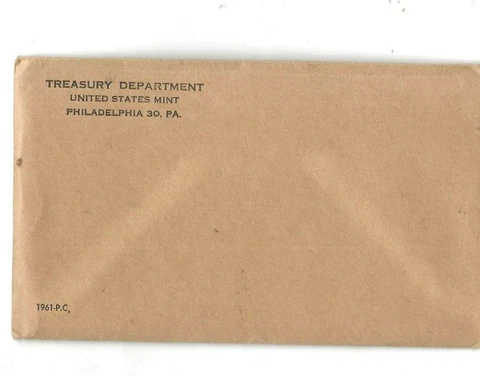 TREASURY DEPARTMENT
UNITED STATES MINT
PHILADELPHIA 30, PA.
1961-P.C,